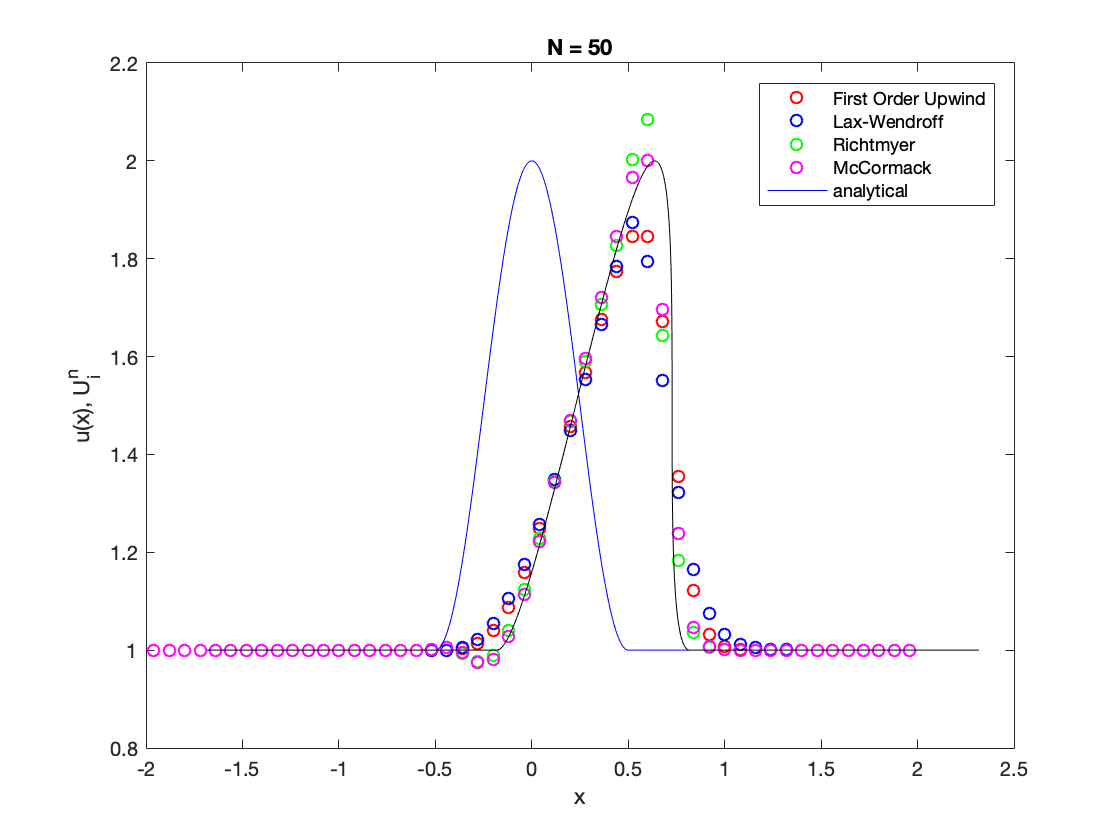 N = 50
2.2
2
1.8
1.6
1.4
1.2
1
0.8
u(x), U_i^n
First Order Upwind
Lax-Wendroff
Richtmyer
McCormack
analytical
-2 -1.5 -1 -0.5 0 0.5 1 1.5 2 2.5
x